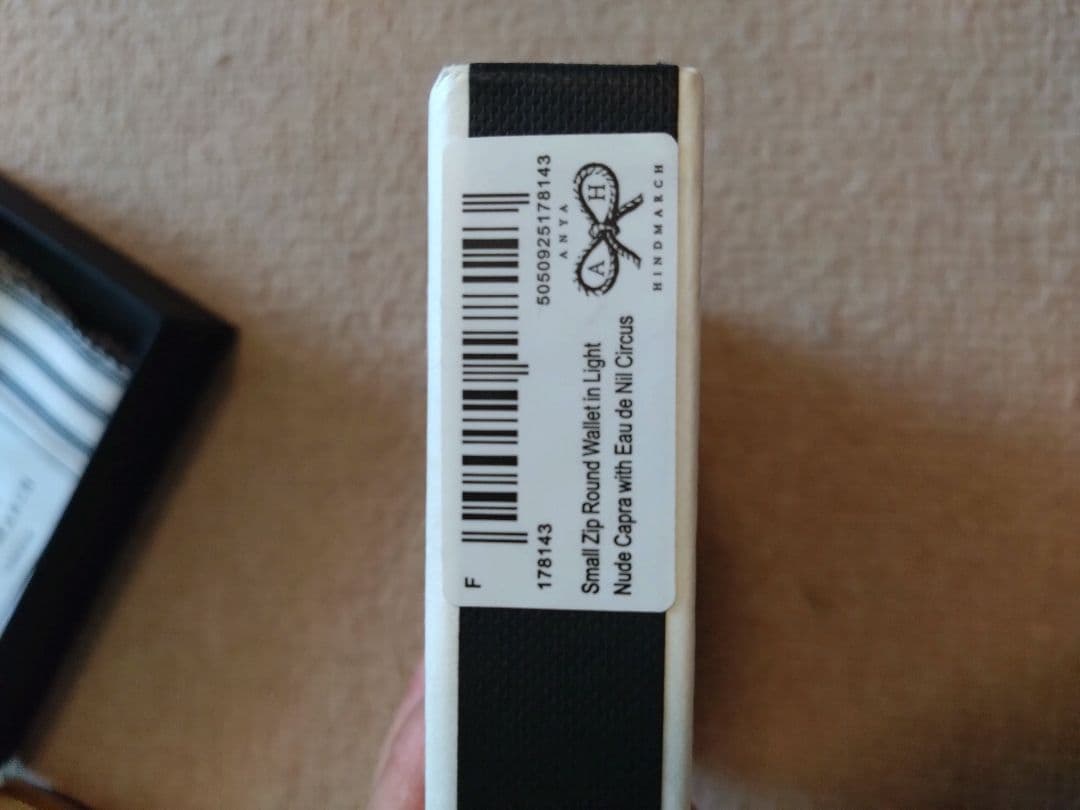 F
178143
5050925178143
Small Zip Round Wallet in Light
Nude Capra with Eau de Nil Circus
ANYA
A H
HINDMARCH